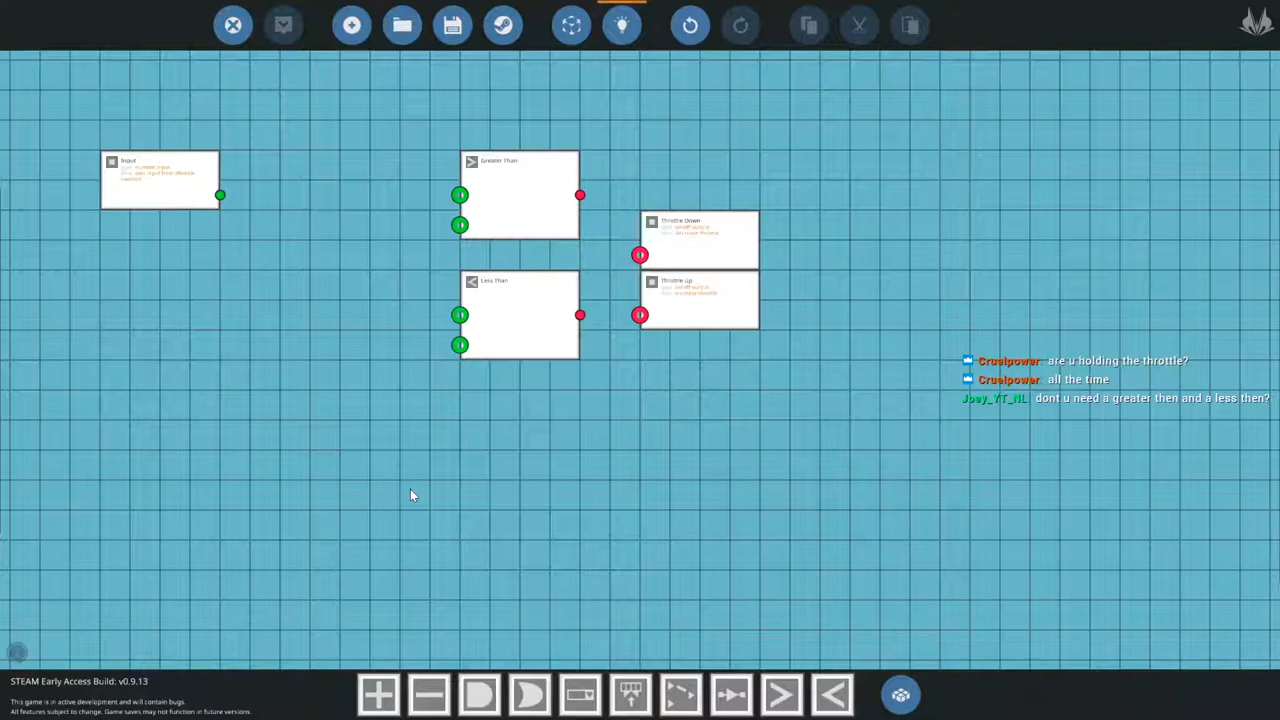 Input
Greater Than
Throttle Down
Less Than
Throttle Up
Cruelpower: are u holding the throttle?
Cruelpower: all the time
Joey_YT_NL: dont u need a greater then and a less then?
STEAM Early Access Build: v0.9.13
This game is in active development and will contain bugs.
All features subject to change. Game saves may not function in future versions.